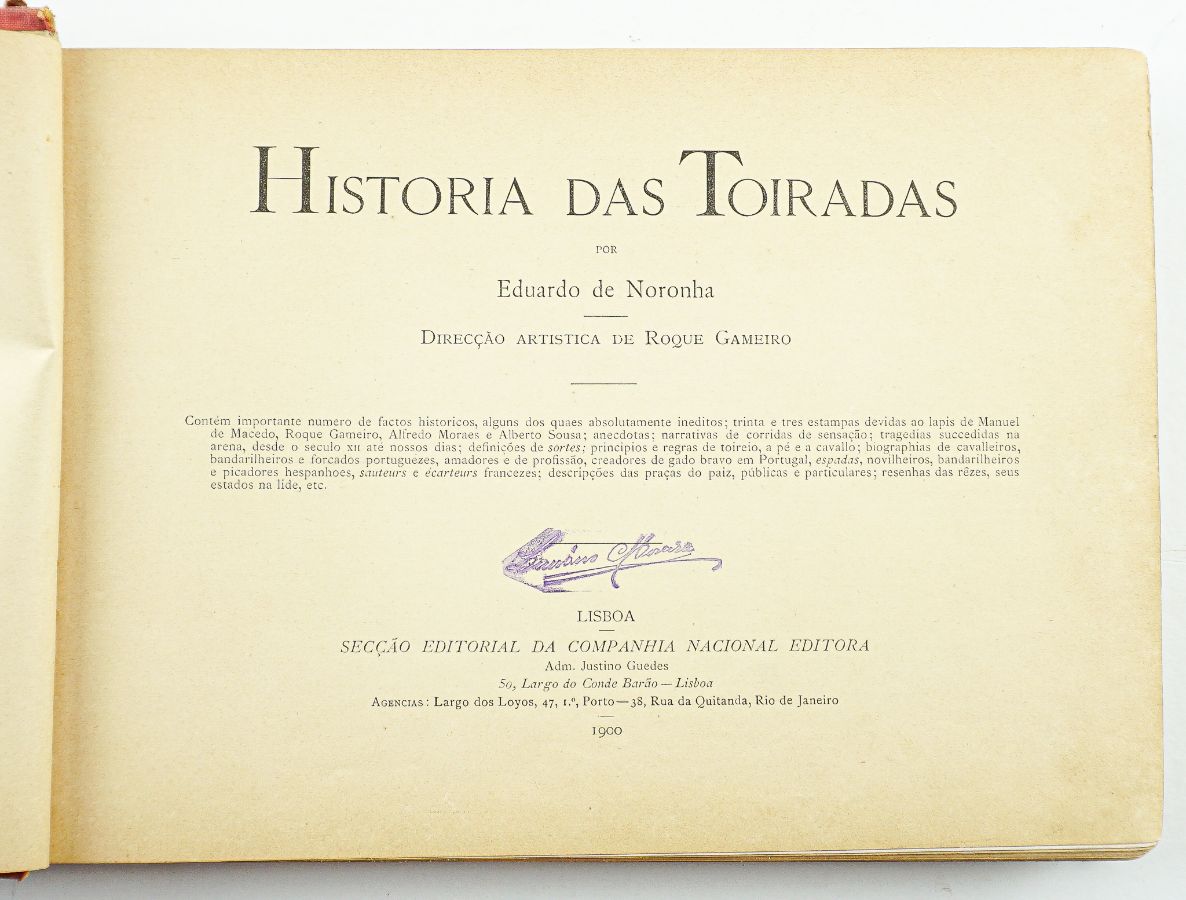 HISTORIA DAS TOIRADAS
POR
Eduardo de Noronha
DIRECÇÃO ARTISTICA DE ROQUE GAMEIRO
Contém importante numero de factos historicos, alguns dos quaes absolutamente ineditos; trinta e tres estampas devidas ao lapis de Manuel
de Macedo, Roque Gameiro, Alfredo Moraes e Alberto Sousa; anecdotas; narrativas de corridas de sensação; tragedias succedidas na
arena, desde o seculo XII até nossos dias; definições de sortes; principios e regras de toireio, a pé e a cavallo; biographias de cavalleiros,
bandarilheiros e forcados portuguezes, amadores e de profissão, creadores de gado bravo em Portugal, espadas, novilheiros, bandarilheiros
e picadores hespanhoes, sauteurs e écarteurs francezes; descripções das praças do paiz, públicas e particulares; resenhas das rêzes, seus
estados na lide, etc.
LISBOA
SECÇÃO EDITORIAL DA COMPANHIA NACIONAL EDITORA
Adm. Justino Guedes
50, Largo do Conde Barão — Lisboa
AGENCIAS: Largo dos Loyos, 47, 1.º, Porto — 38, Rua da Quitanda, Rio de Janeiro
1900